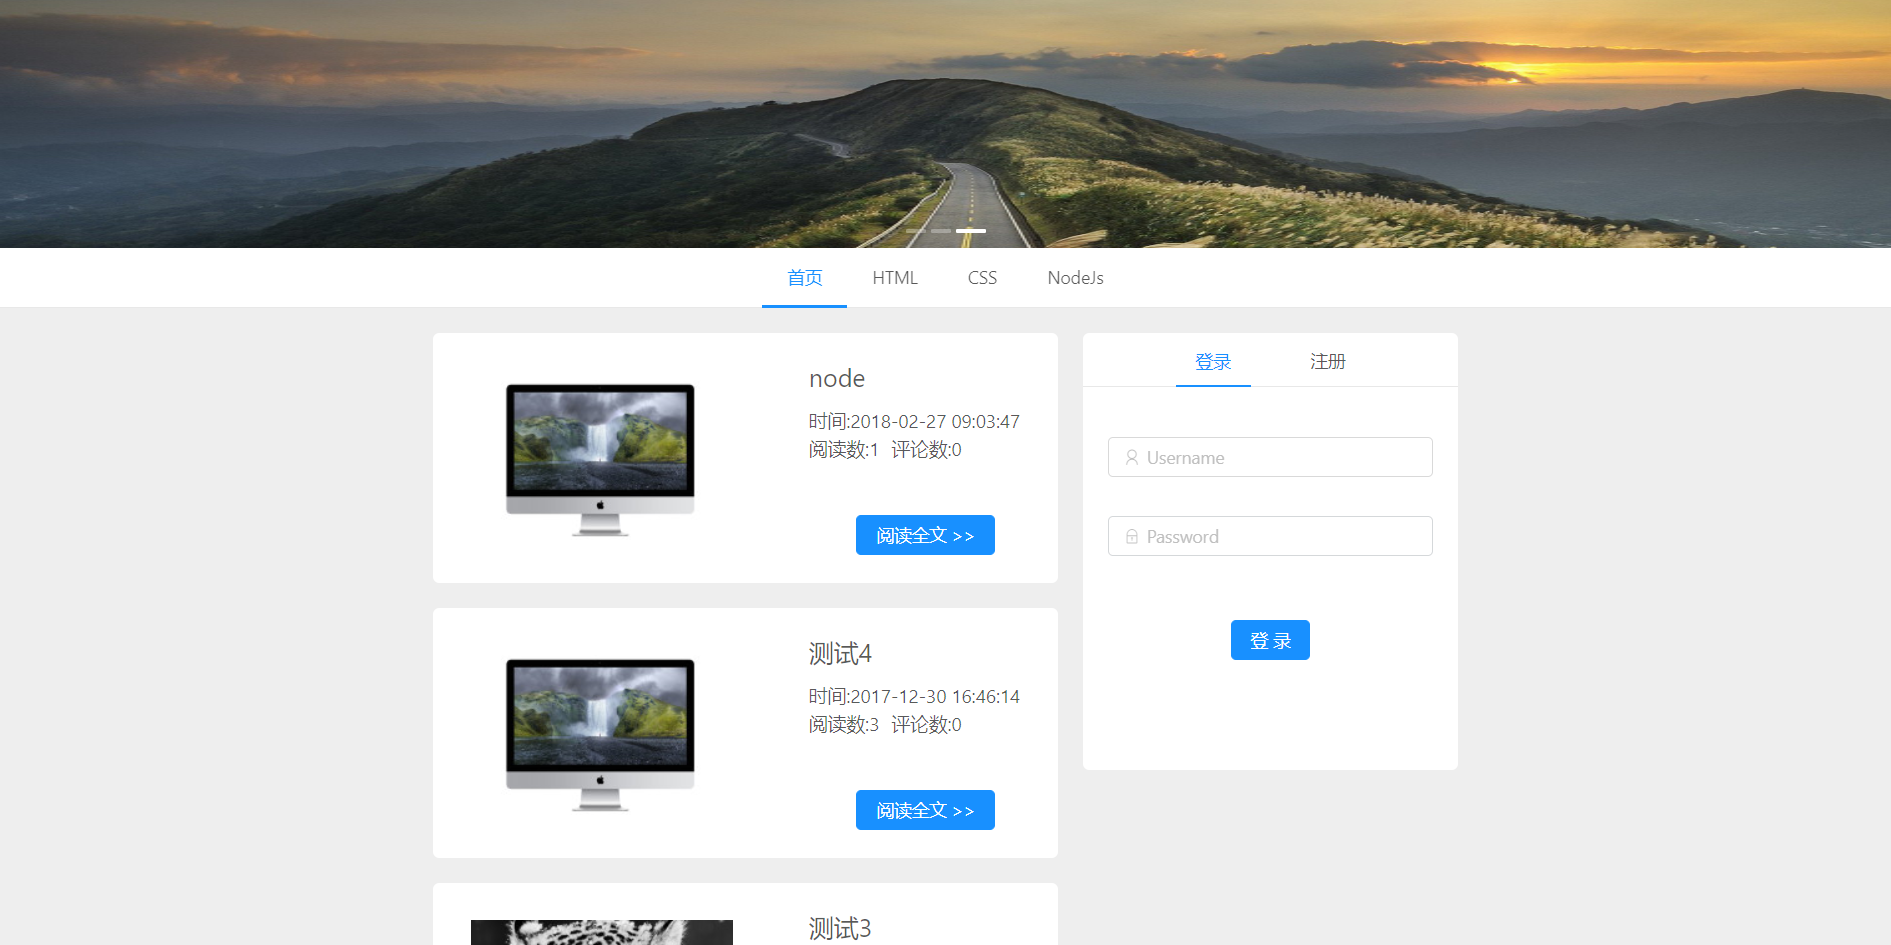 首页 HTML CSS NodeJs
node
时间:2018-02-27 09:03:47
阅读数:1 评论数:0
阅读全文 >>
测试4
时间:2017-12-30 16:46:14
阅读数:3 评论数:0
阅读全文 >>
测试3
登录 注册
Username
Password
登 录